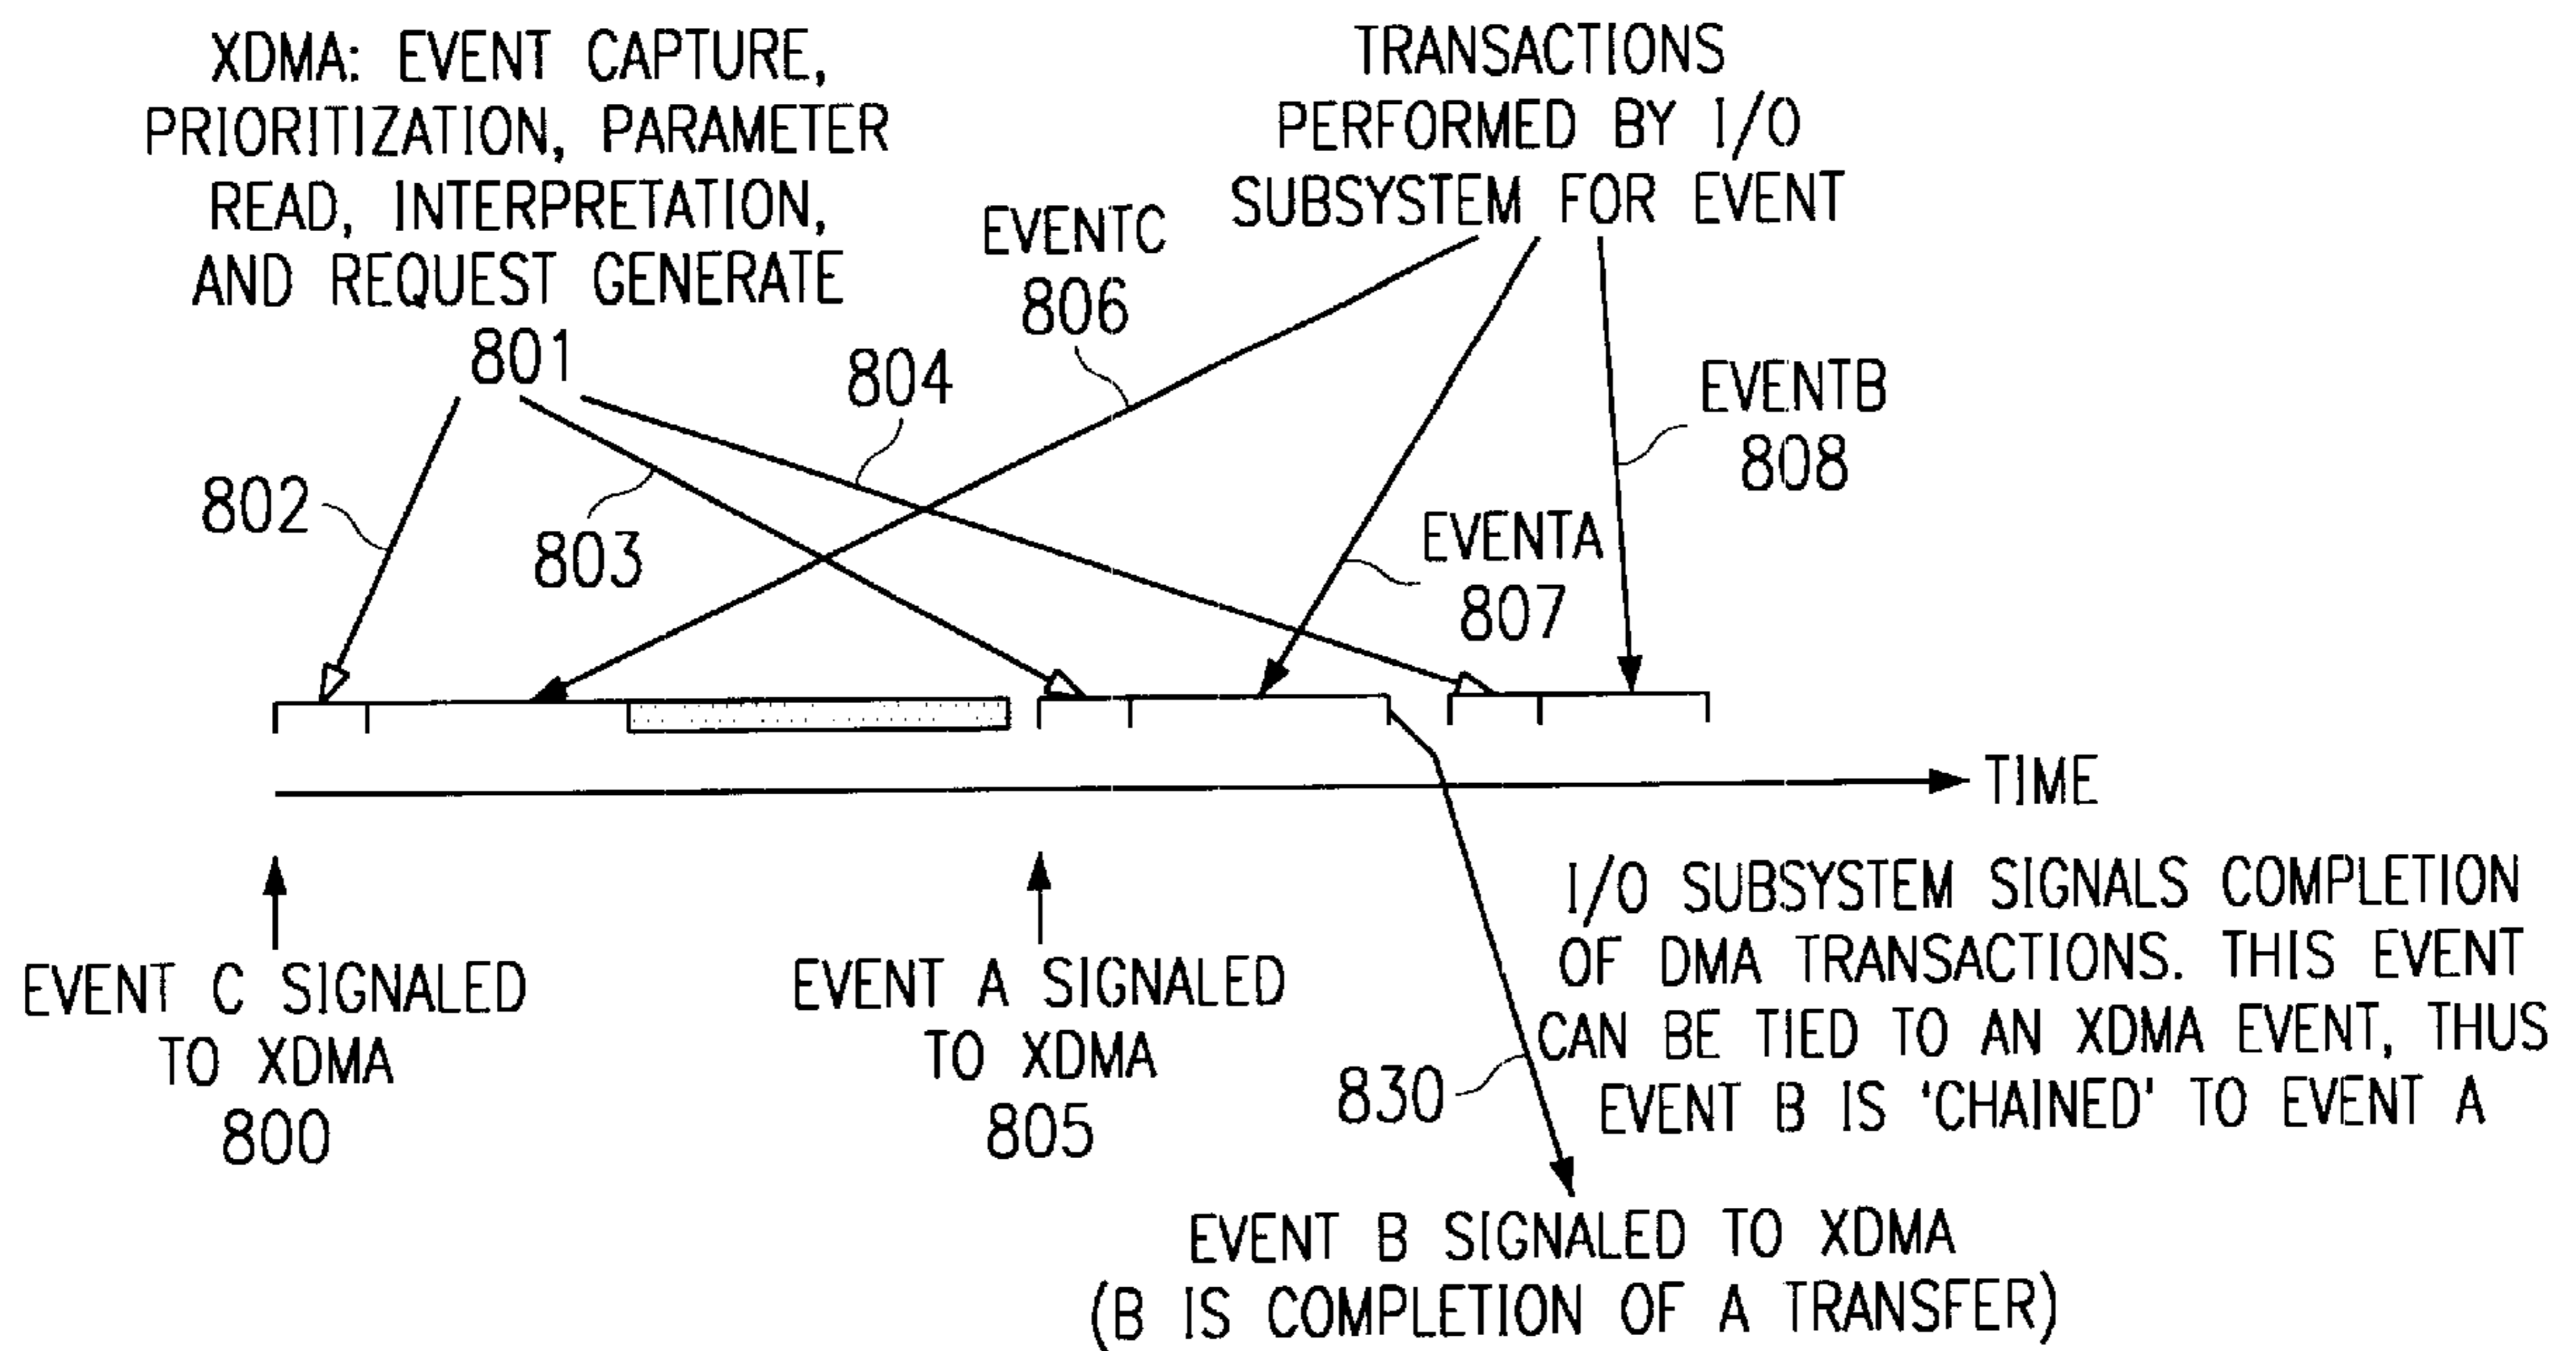 XDMA: EVENT CAPTURE,
PRIORITIZATION, PARAMETER
READ, INTERPRETATION,
AND REQUEST GENERATE
801
TRANSACTIONS
PERFORMED BY I/O
SUBSYSTEM FOR EVENT
EVENTC
806
804
EVENTB
808
802
803
EVENTA
807
TIME
EVENT C SIGNALED
TO XDMA
800
EVENT A SIGNALED
TO XDMA
805
I/O SUBSYSTEM SIGNALS COMPLETION
OF DMA TRANSACTIONS. THIS EVENT
CAN BE TIED TO AN XDMA EVENT, THUS
EVENT B IS 'CHAINED' TO EVENT A
830
EVENT B SIGNALED TO XDMA
(B IS COMPLETION OF A TRANSFER)